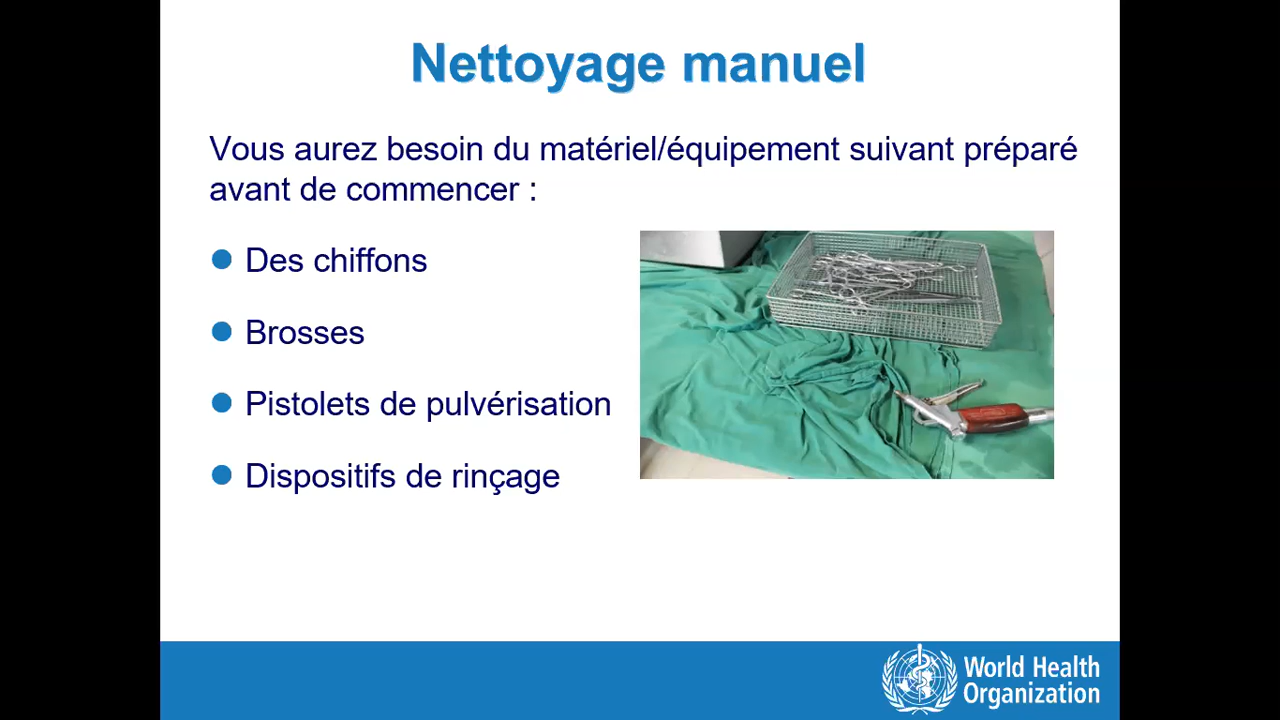 Nettoyage manuel
Vous aurez besoin du matériel/équipement suivant préparé
avant de commencer :
Des chiffons
Brosses
Pistolets de pulvérisation
Dispositifs de rinçage
World Health
Organization